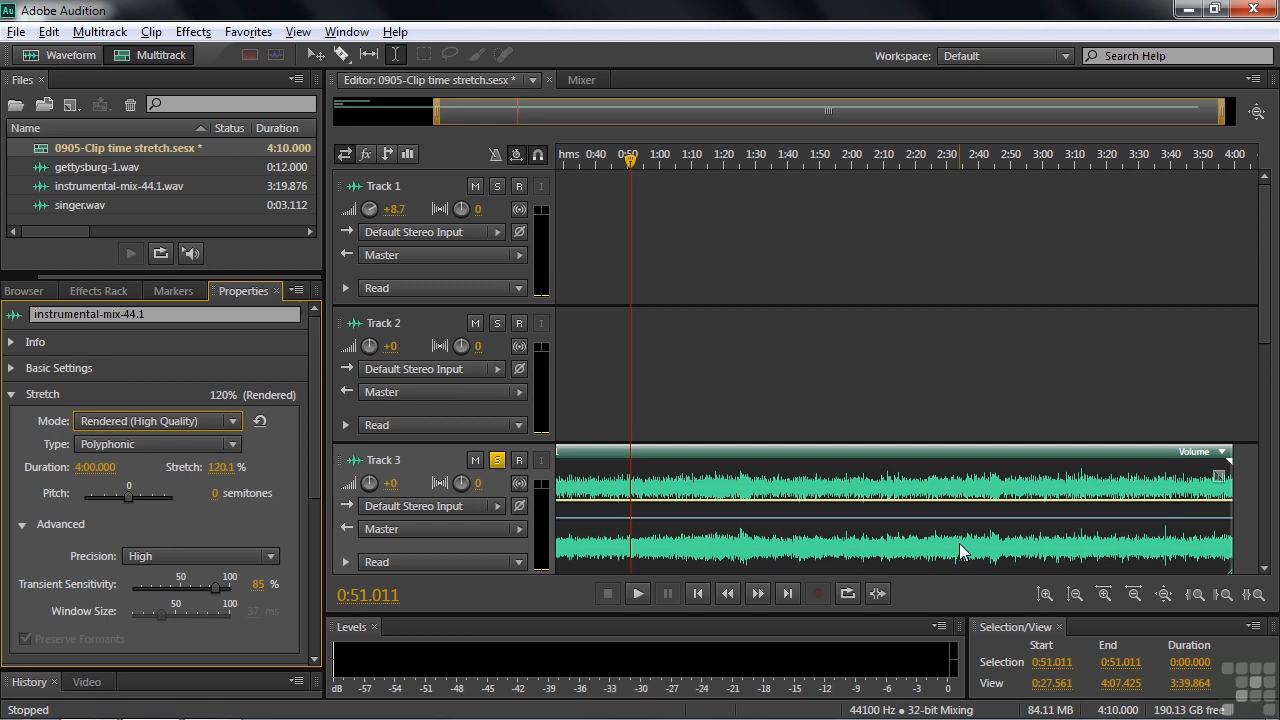 Au Adobe Audition
File Edit Multitrack Clip Effects Favorites View Window Help
Waveform Multitrack Workspace: Default Search Help
Files × Editor: 0905-Clip time stretch.sesx * × Mixer
Name Status Duration
0905-Clip time stretch.sesx * 4:10.000
gettysburg-1.wav 0:12.000
instrumental-mix-44.1.wav 3:19.876
singer.wav 0:03.112
hms 0:40 0:50 1:00 1:10 1:20 1:30 1:40 1:50 2:00 2:10 2:20 2:30 2:40 2:50 3:00 3:10 3:20 3:30 3:40 3:50 4:00
fx
Track 1 M S R I
+8.7 0
Default Stereo Input
Master
Read
Track 2 M S R I
+0 0
Default Stereo Input
Master
Read
Track 3 M S R I
+0 0
Default Stereo Input
Master
Read
Volume
Browser Effects Rack Markers Properties ×
instrumental-mix-44.1
Info
Basic Settings
Stretch 120% (Rendered)
Mode: Rendered (High Quality)
Type: Polyphonic
Duration: 4:00.000 Stretch: 120.1 %
Pitch: 0 0 semitones
Advanced
Precision: High
Transient Sensitivity: 50 100 85 %
Window Size: 50 100 37 ms
Preserve Formants
History × Video
Stopped
0:51.011
Levels ×
dB -57 -54 -51 -48 -45 -42 -39 -36 -33 -30 -27 -24 -21 -18 -15 -12 -9 -6 -3 0
Selection/View ×
Start End Duration
Selection 0:51.011 0:51.011 0:00.000
View 0:27.561 4:07.425 3:39.864
44100 Hz ● 32-bit Mixing 84.11 MB 4:10.000 190.13 GB free